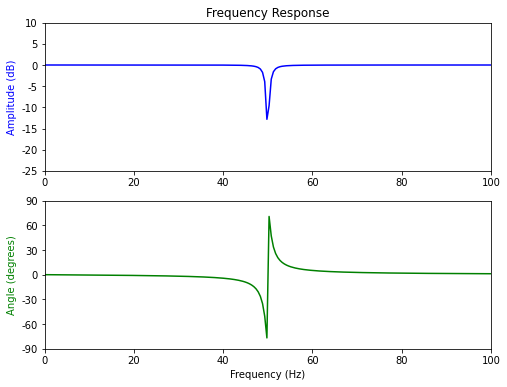 Frequency Response
10
5
0
-5
-10
-15
-20
-25
Amplitude (dB)
0 20 40 60 80 100
90
60
30
0
-30
-60
-90
Angle (degrees)
0 20 40 60 80 100
Frequency (Hz)